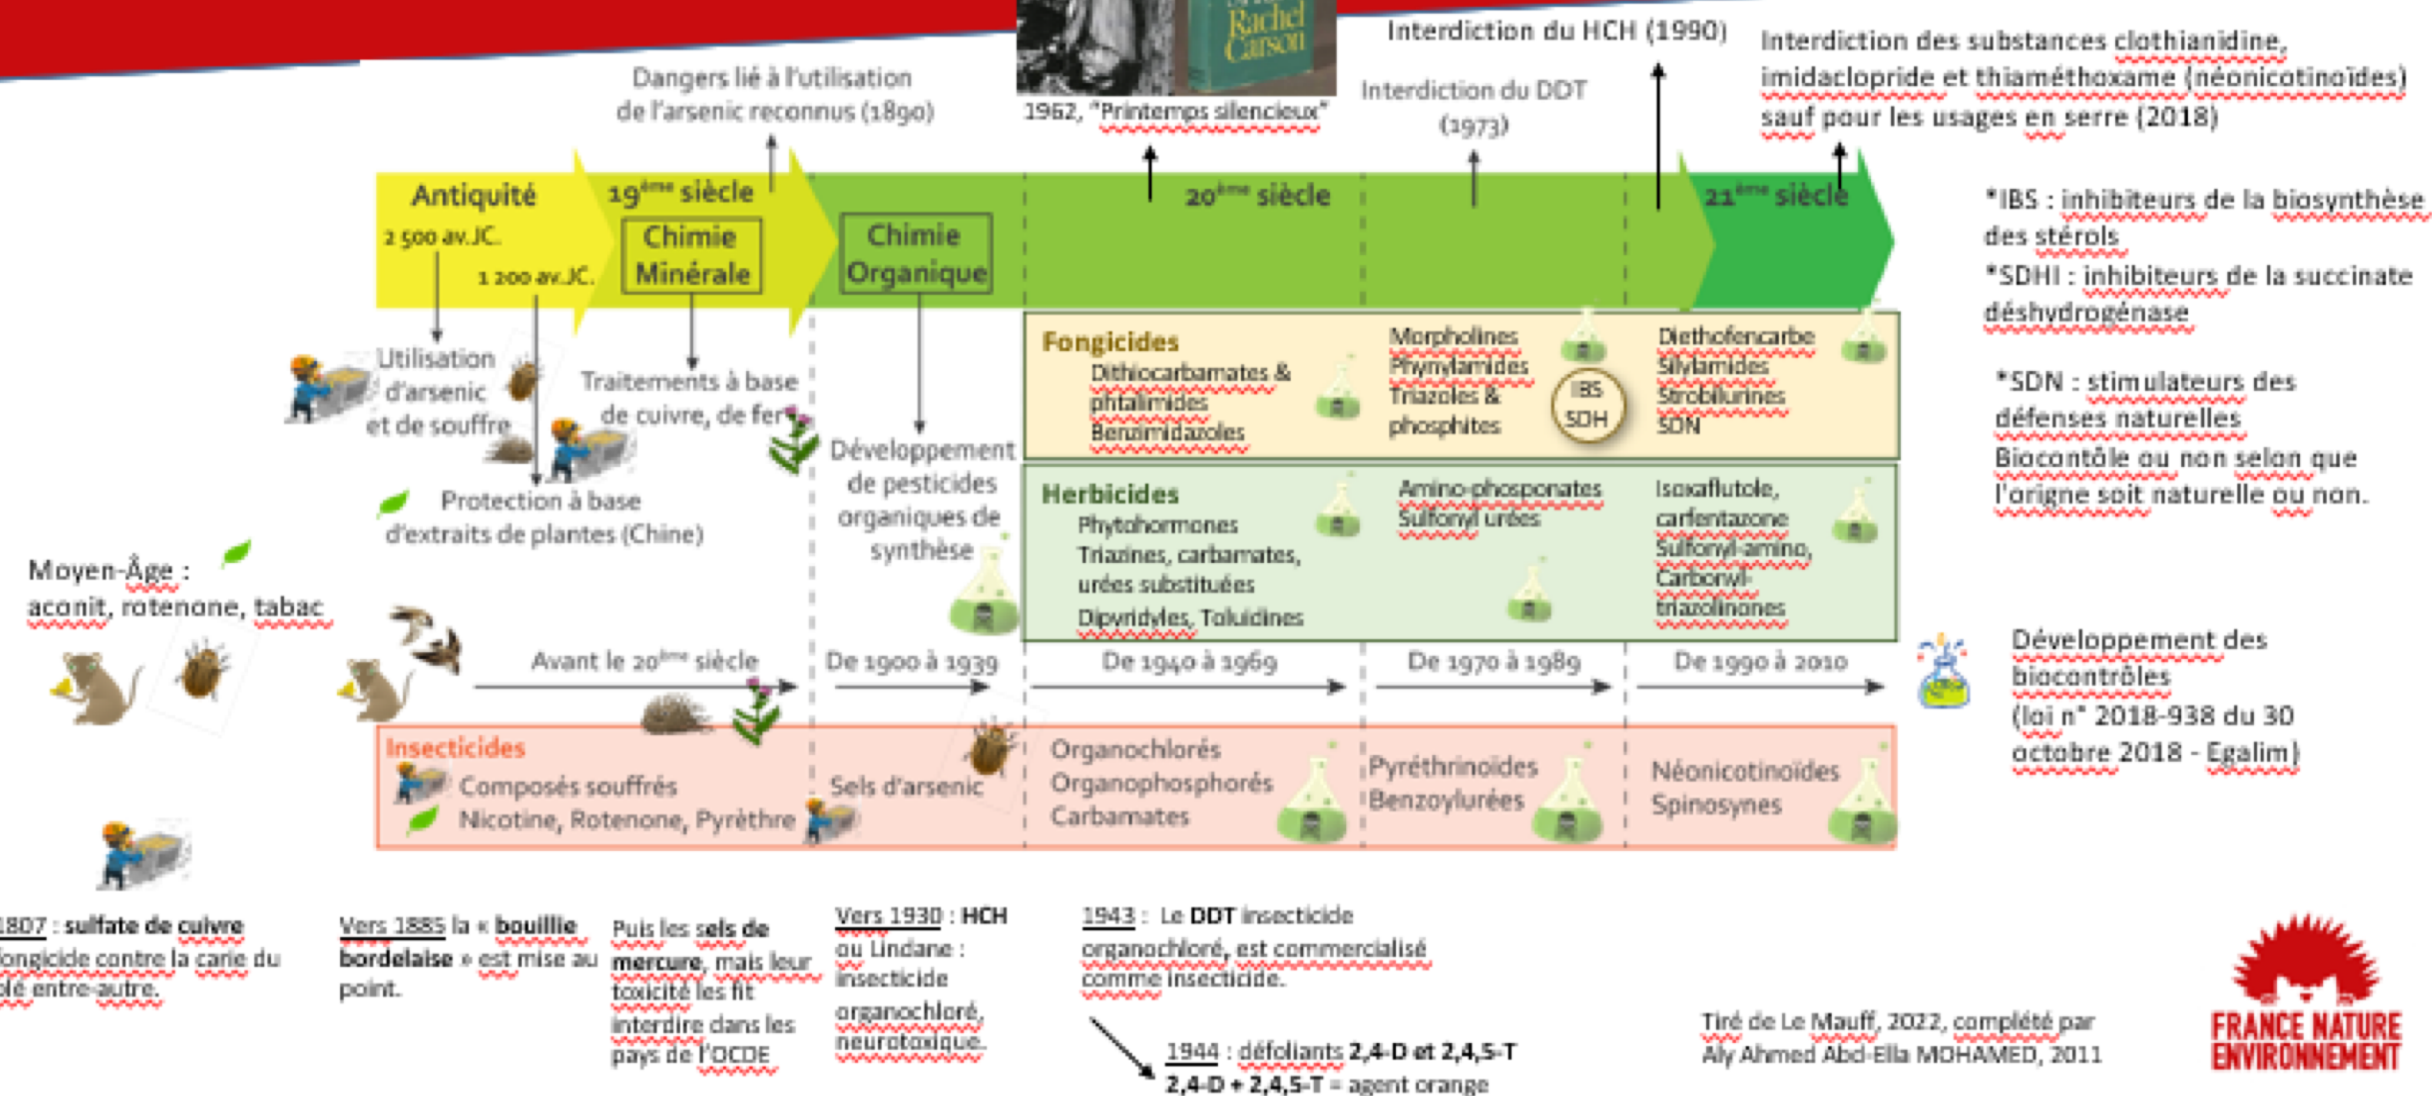 Rachel
Carson
1962, "Printemps silencieux"
Dangers lié à l'utilisation
de l'arsenic reconnus (1890)
Interdiction du DDT
(1973)
Interdiction du HCH (1990)
Interdiction des substances clothianidine,
imidaclopride et thiaméthoxame (néonicotinoïdes)
sauf pour les usages en serre (2018)
Antiquité
2 500 av.JC.
1 200 av.JC.
19ème siècle
Chimie
Minérale
Chimie
Organique
20ème siècle
21ème siècle
*IBS : inhibiteurs de la biosynthèse
des stérols
*SDHI : inhibiteurs de la succinate
déshydrogénase
*SDN : stimulateurs des
défenses naturelles
Biocontôle ou non selon que
l'origne soit naturelle ou non.
Utilisation
d'arsenic
et de souffre
Traitements à base
de cuivre, de fer
Protection à base
d'extraits de plantes (Chine)
Développement
de pesticides
organiques de
synthèse
Fongicides
Dithiocarbamates &
phtalimides
Benzimidazoles
Morpholines
Phynylamides
Triazoles &
phosphites
IBS
SDH
Diethofencarbe
Silylamides
Strobilurines
SDN
Herbicides
Phytohormones
Triazines, carbamates,
urées substituées
Dipyridyles, Toluidines
Amino-phosponates
Sulfonyl urées
Isoxaflutole,
carfentazone
Sulfonyl-amino,
Carbonyl-
triazolinones
Moyen-Âge :
aconit, rotenone, tabac
Avant le 20ème siècle
De 1900 à 1939
De 1940 à 1969
De 1970 à 1989
De 1990 à 2010
Développement des
biocontrôles
(loi n° 2018-938 du 30
octobre 2018 - Egalim)
Insecticides
Composés souffrés
Nicotine, Rotenone, Pyrèthre
Sels d'arsenic
Organochlorés
Organophosphorés
Carbamates
Pyréthrinoïdes
Benzoylurées
Néonicotinoïdes
Spinosynes
1807 : sulfate de cuivre
fongicide contre la carie du
blé entre-autre.
Vers 1885 la « bouillie
bordelaise » est mise au
point.
Puis les sels de
mercure, mais leur
toxicité les fit
interdire dans les
pays de l'OCDE
Vers 1930 : HCH
ou Lindane :
insecticide
organochloré,
neurotoxique.
1943 : Le DDT insecticide
organochloré, est commercialisé
comme insecticide.
1944 : défoliants 2,4-D et 2,4,5-T
2,4-D + 2,4,5-T = agent orange
Tiré de Le Mauff, 2022, complété par
Aly Ahmed Abd-Ella MOHAMED, 2011
FRANCE NATURE
ENVIRONNEMENT